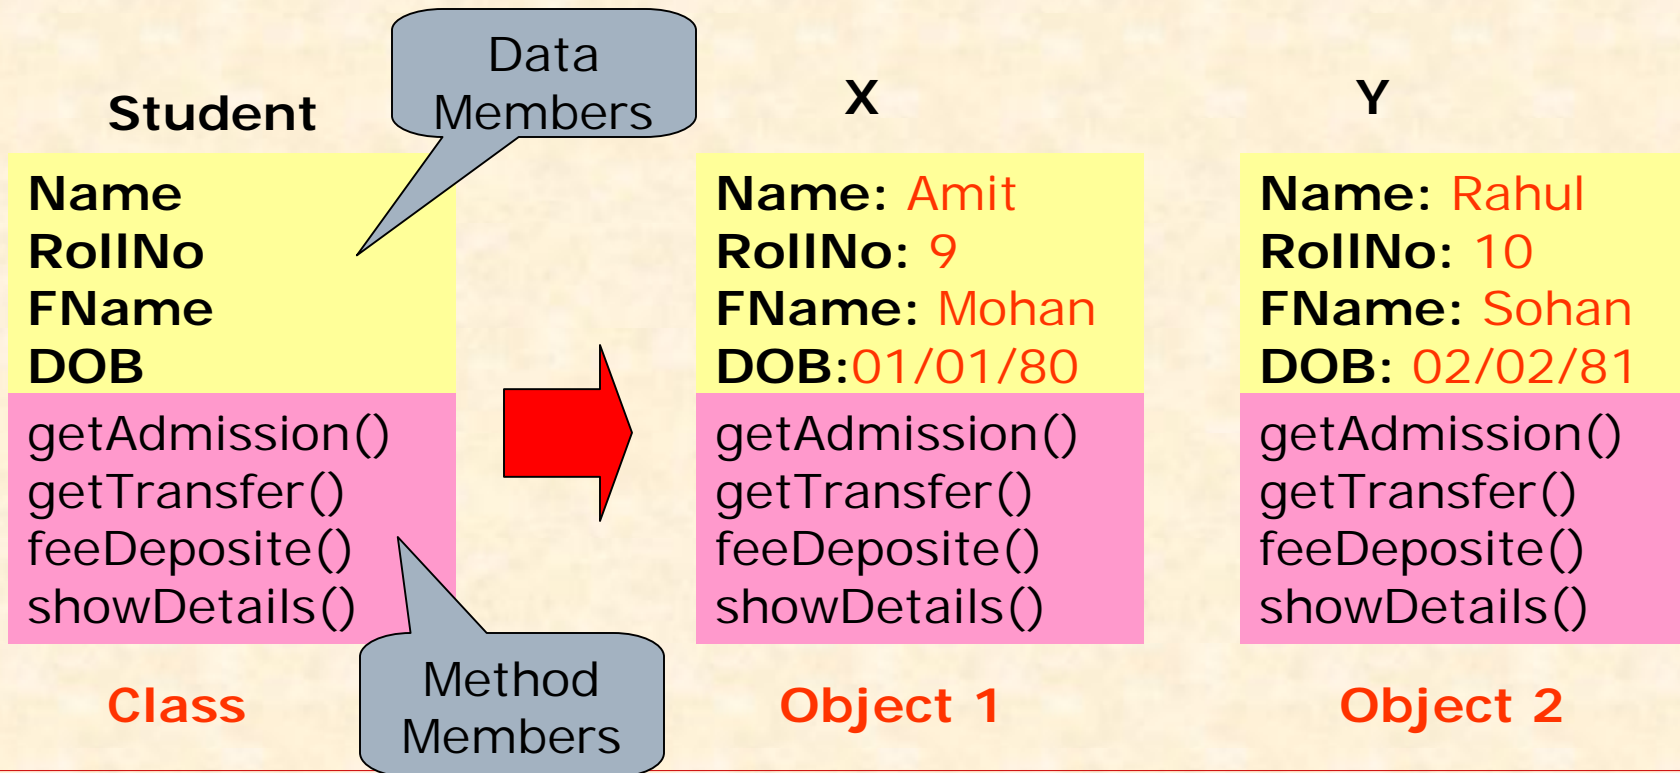 Student
Data
Members
Name
RollNo
FName
DOB
getAdmission()
getTransfer()
feeDeposite()
showDetails()
Method
Members
Class
X
Name: Amit
RollNo: 9
FName: Mohan
DOB:01/01/80
getAdmission()
getTransfer()
feeDeposite()
showDetails()
Object 1
Y
Name: Rahul
RollNo: 10
FName: Sohan
DOB: 02/02/81
getAdmission()
getTransfer()
feeDeposite()
showDetails()
Object 2